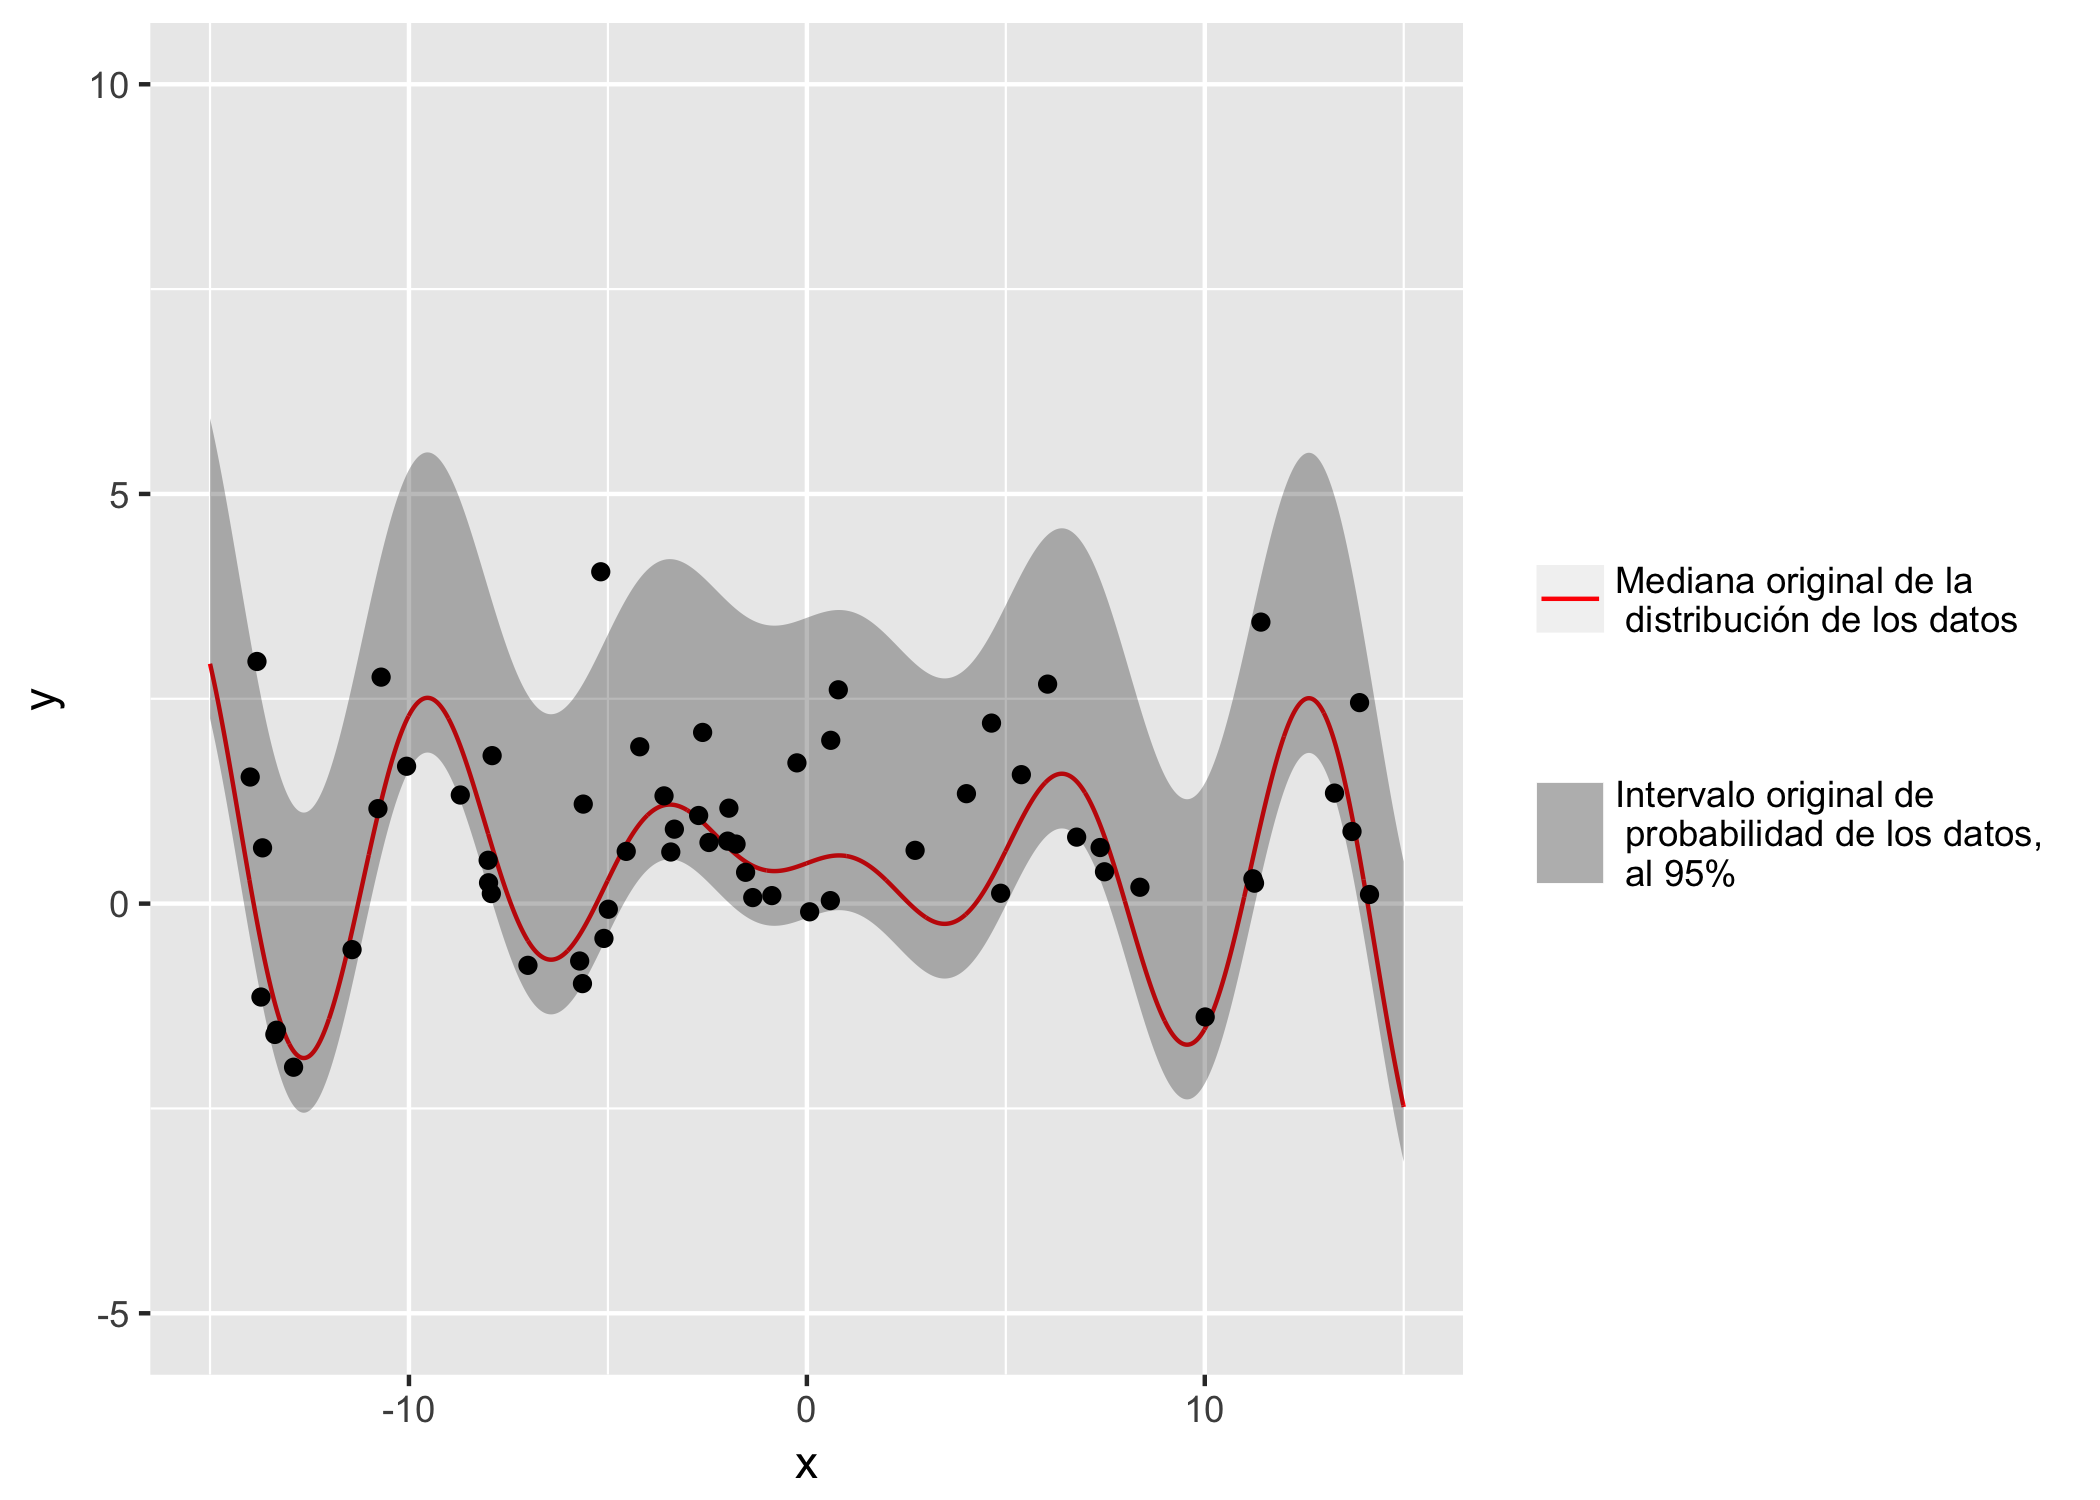 10
5
0
-5
y
-10
0
10
x
Mediana original de la
distribución de los datos
Intervalo original de
probabilidad de los datos,
al 95%